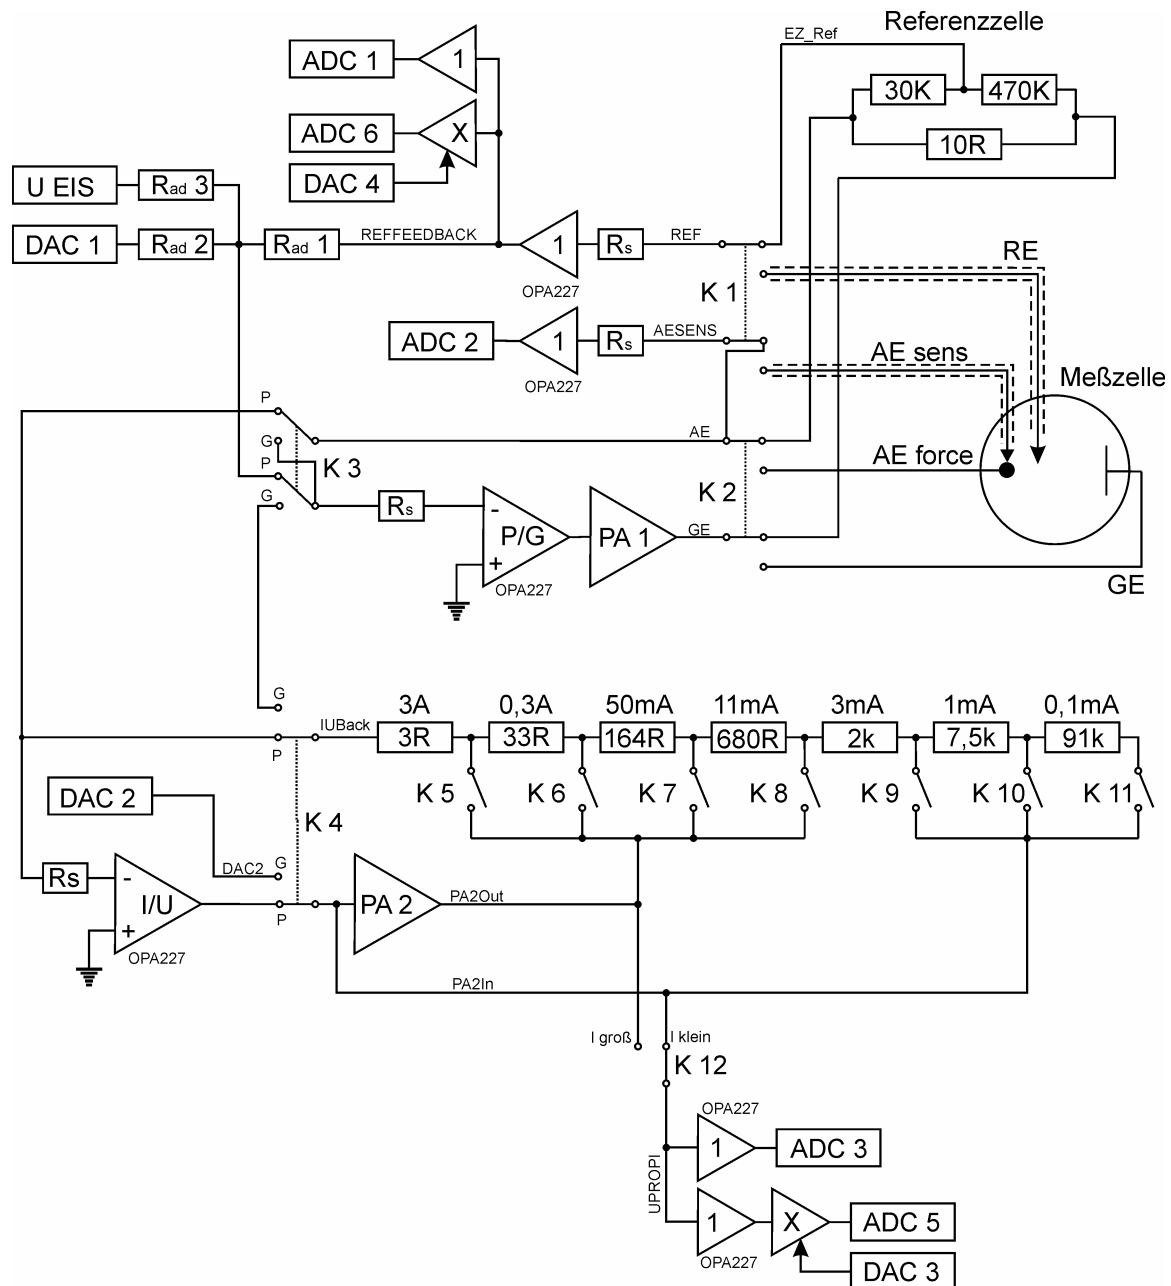 Referenzzelle
EZ_Ref
ADC 1
1
30K
470K
ADC 6
X
10R
DAC 4
U EIS
Rad 3
DAC 1
Rad 2
Rad 1
REFFEEDBACK
1
Rs
REF
OPA227
RE
K 1
ADC 2
1
Rs
AESENS
OPA227
AE sens
Meßzelle
P
G
AE
K 3
P
AE force
G
K 2
Rs
-
P/G
+
PA 1
GE
OPA227
GE
G
3A
0,3A
50mA
11mA
3mA
1mA
0,1mA
IUBack
3R
33R
164R
680R
2k
7,5k
91k
P
K 5
K 6
K 7
K 8
K 9
K 10
K 11
DAC 2
K 4
DAC2
G
Rs
-
I/U
+
OPA227
P
PA 2
PA2Out
PA2In
I groß
I klein
K 12
OPA227
1
ADC 3
UPROPI
1
X
ADC 5
OPA227
DAC 3